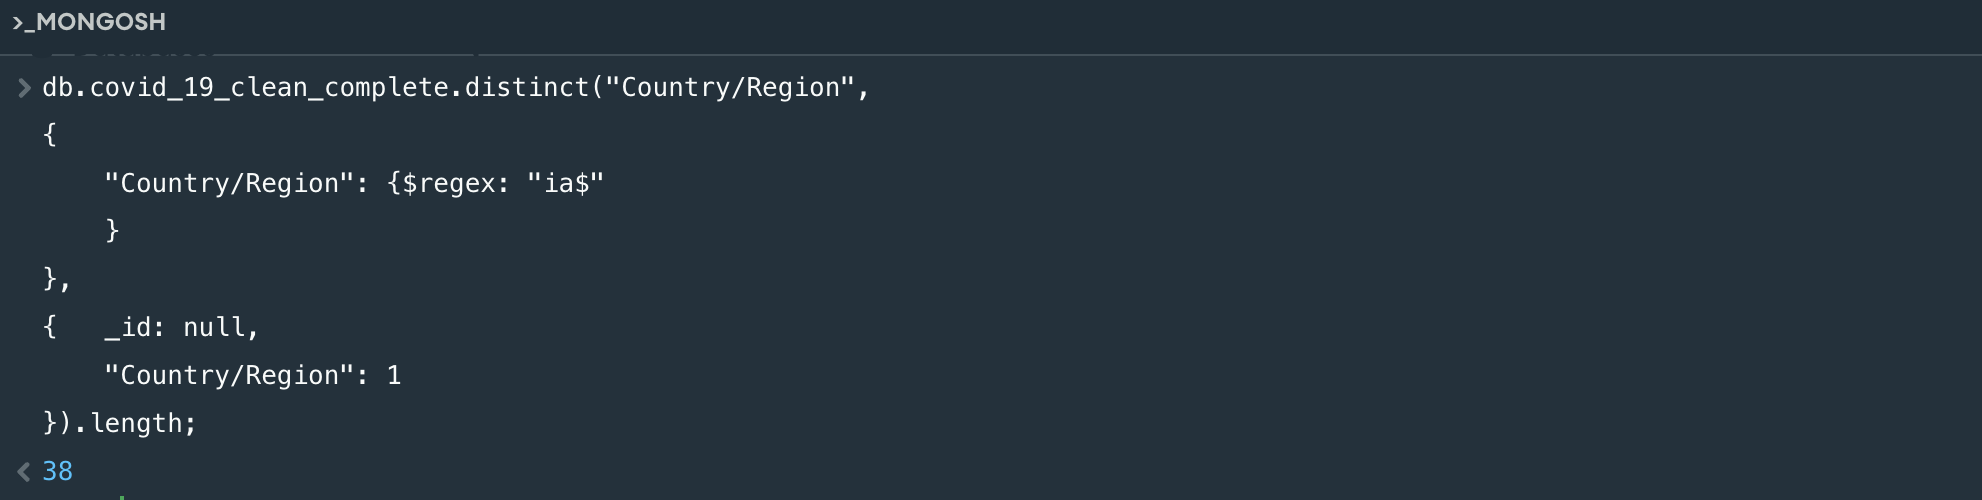 >_MONGOSH
> db.covid_19_clean_complete.distinct("Country/Region",
{
"Country/Region": {$regex: "ia$"
}
},
{   _id: null,
"Country/Region": 1
}).length;
< 38